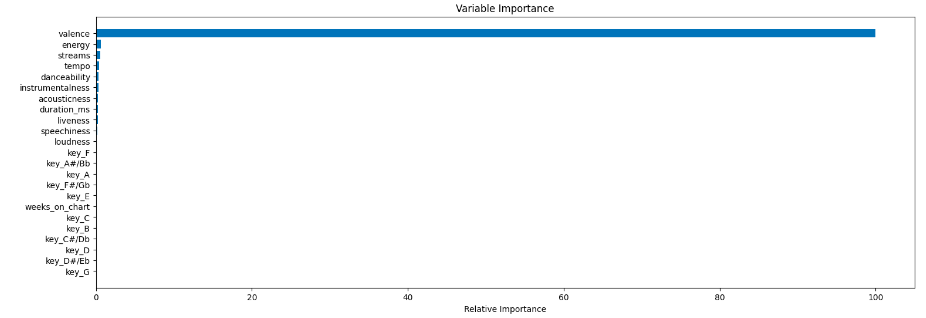 Variable Importance
valence
energy
streams
tempo
danceability
instrumentalness
acousticness
duration_ms
liveness
speechiness
loudness
key_F
key_A#/Bb
key_A
key_F#/Gb
key_E
weeks_on_chart
key_C
key_B
key_C#/Db
key_D
key_D#/Eb
key_G
0 20 40 60 80 100
Relative Importance